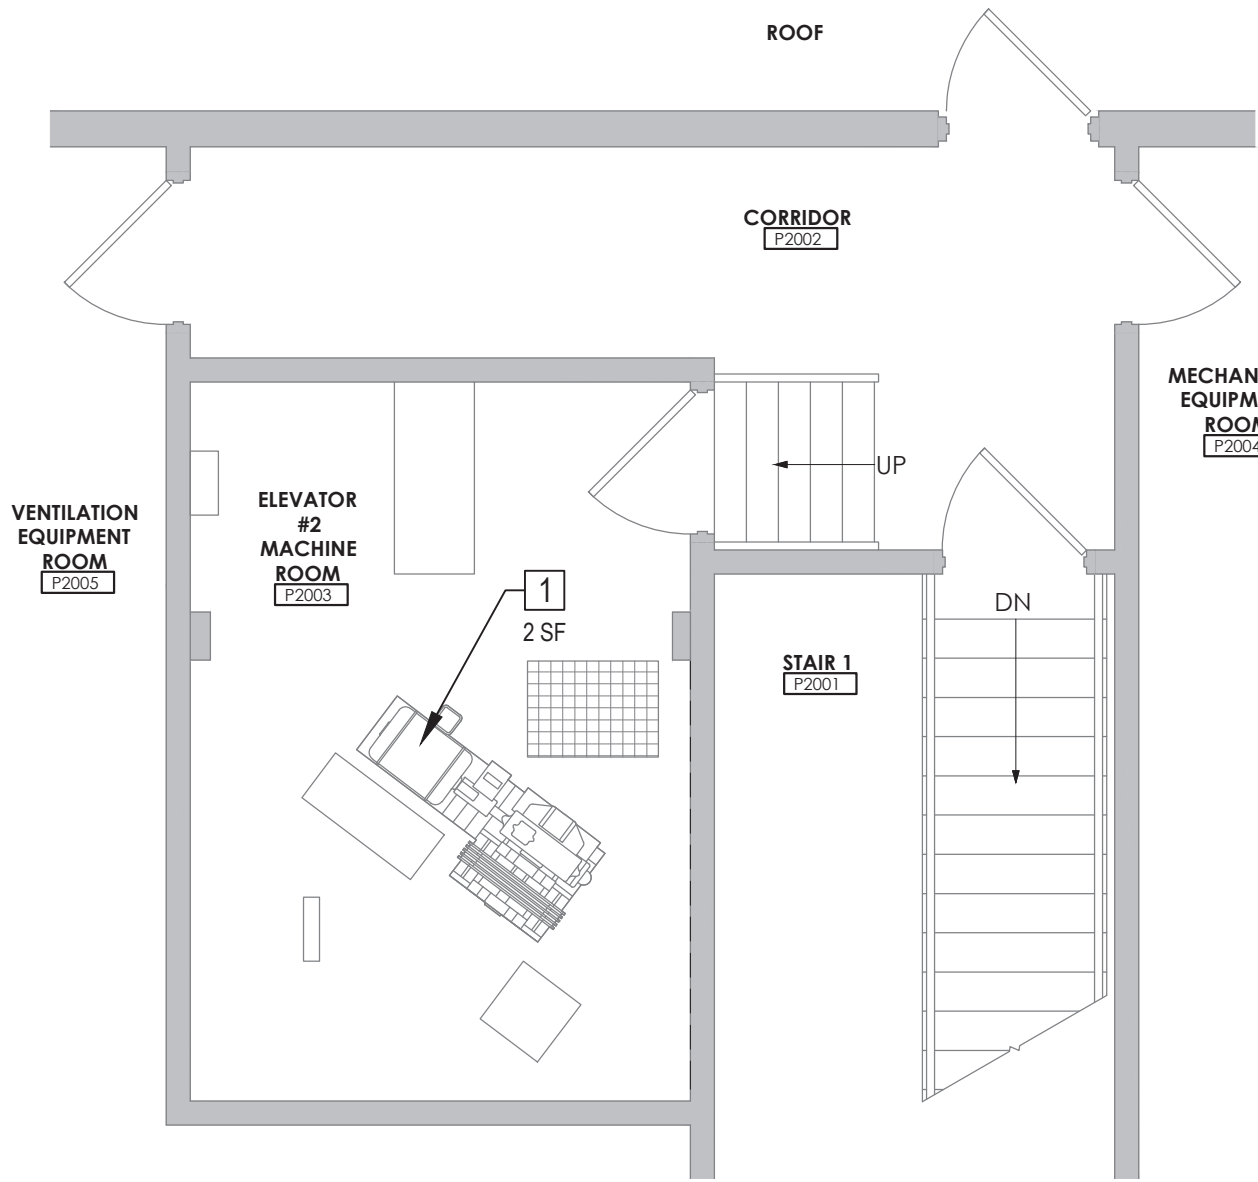 ROOF
CORRIDOR
P2002
MECHAN
EQUIPM
ROOM
P2004
UP
VENTILATION
EQUIPMENT
ROOM
P2005
ELEVATOR
#2
MACHINE
ROOM
P2003
1
2 SF
DN
STAIR 1
P2001